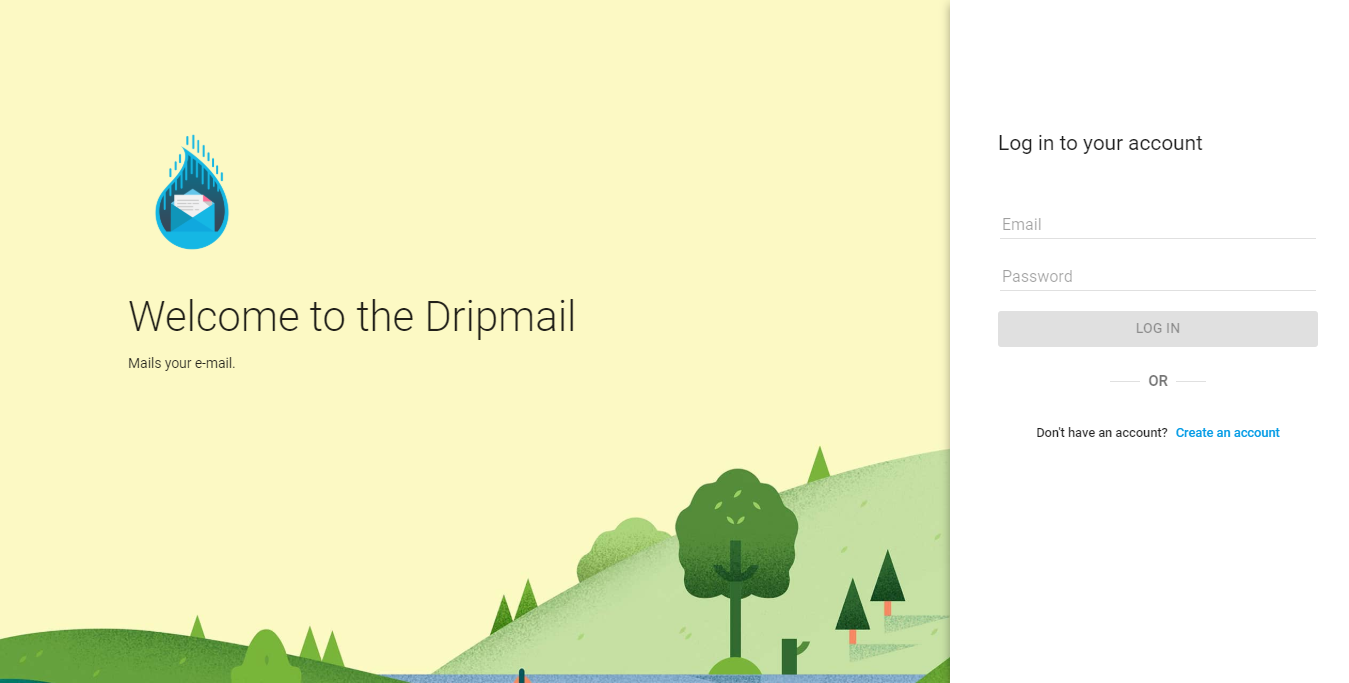 Welcome to the Dripmail
Mails your e-mail.
Log in to your account
Email
Password
LOG IN
OR
Don't have an account? Create an account